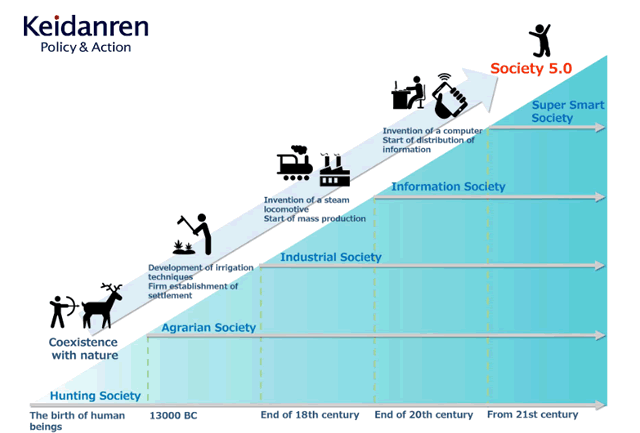 Keidanren
Policy & Action
Society 5.0
Super Smart
Society
Invention of a computer
Start of distribution of
information
Information Society
Invention of a steam
locomotive
Start of mass production
Industrial Society
Development of irrigation
techniques
Firm establishment of
settlement
Agrarian Society
Coexistence
with nature
Hunting Society
The birth of human
beings
13000 BC
End of 18th century
End of 20th century
From 21st century